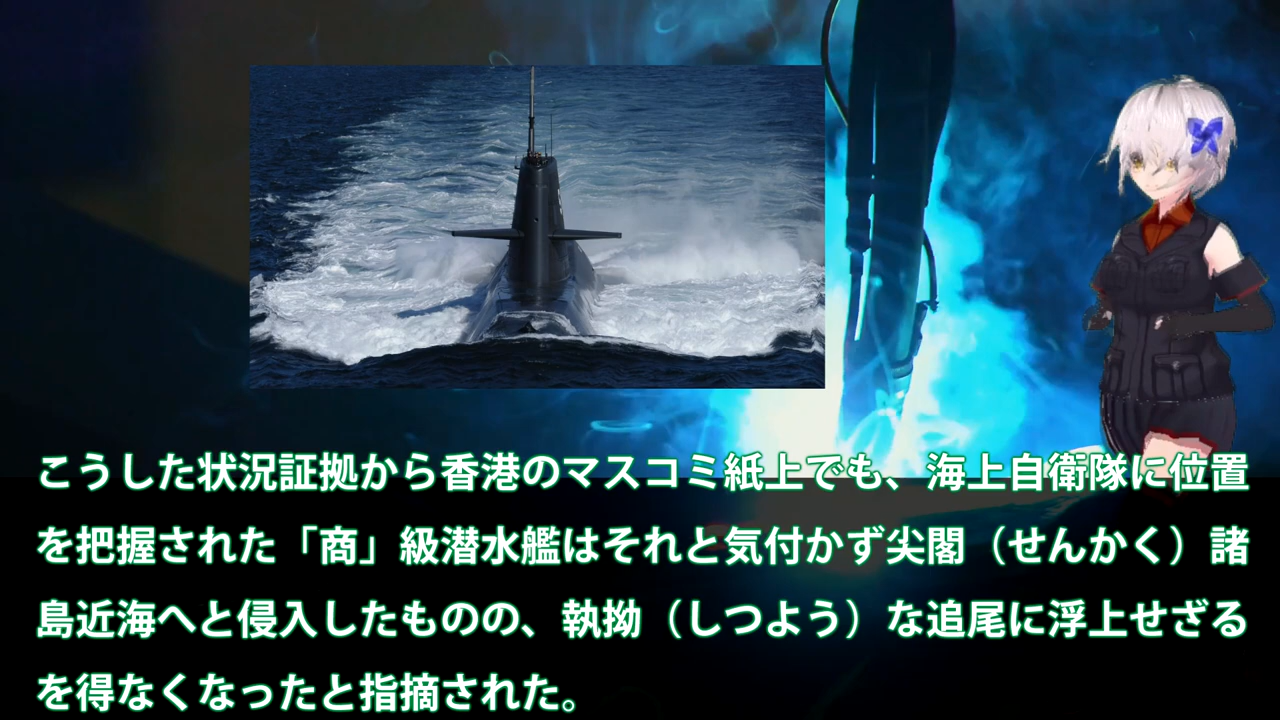 こうした状況証拠から香港のマスコミ紙上でも、海上自衛隊に位置
を把握された「商」級潜水艦はそれと気付かず尖閣（せんかく）諸
島近海へと侵入したものの、執拗（しつよう）な追尾に浮上せざる
を得なくなったと指摘された。